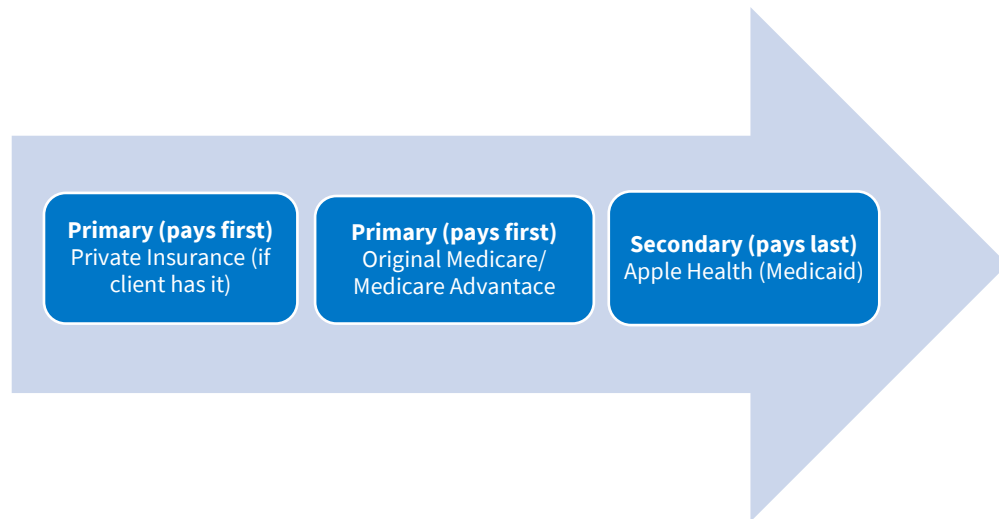 Primary (pays first)
Private Insurance (if
client has it)
Primary (pays first)
Original Medicare/
Medicare Advantace
Secondary (pays last)
Apple Health (Medicaid)